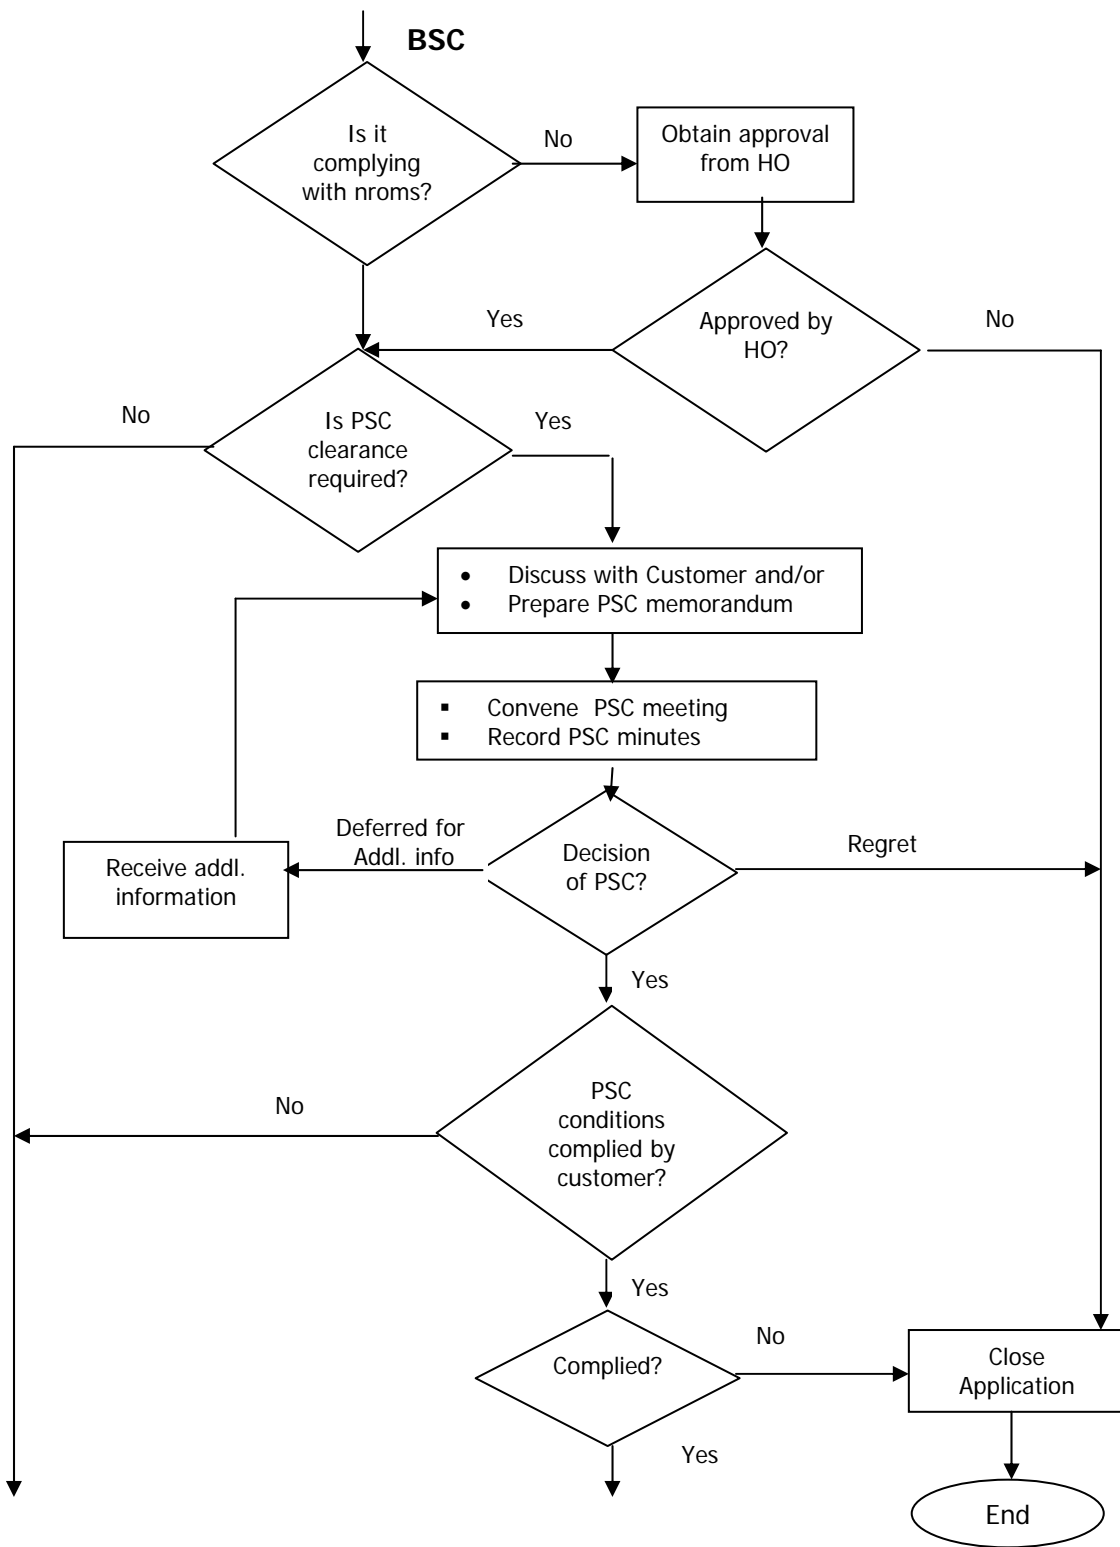 BSC
Is it
complying
with nroms?
No
Obtain approval
from HO
Yes
Approved by
HO?
No
No
Is PSC
clearance
required?
Yes
• Discuss with Customer and/or
• Prepare PSC memorandum
▪ Convene PSC meeting
▪ Record PSC minutes
Deferred for
Addl. info
Receive addl.
information
Decision
of PSC?
Regret
Yes
No
PSC
conditions
complied by
customer?
Yes
Complied?
No
Close
Application
Yes
End